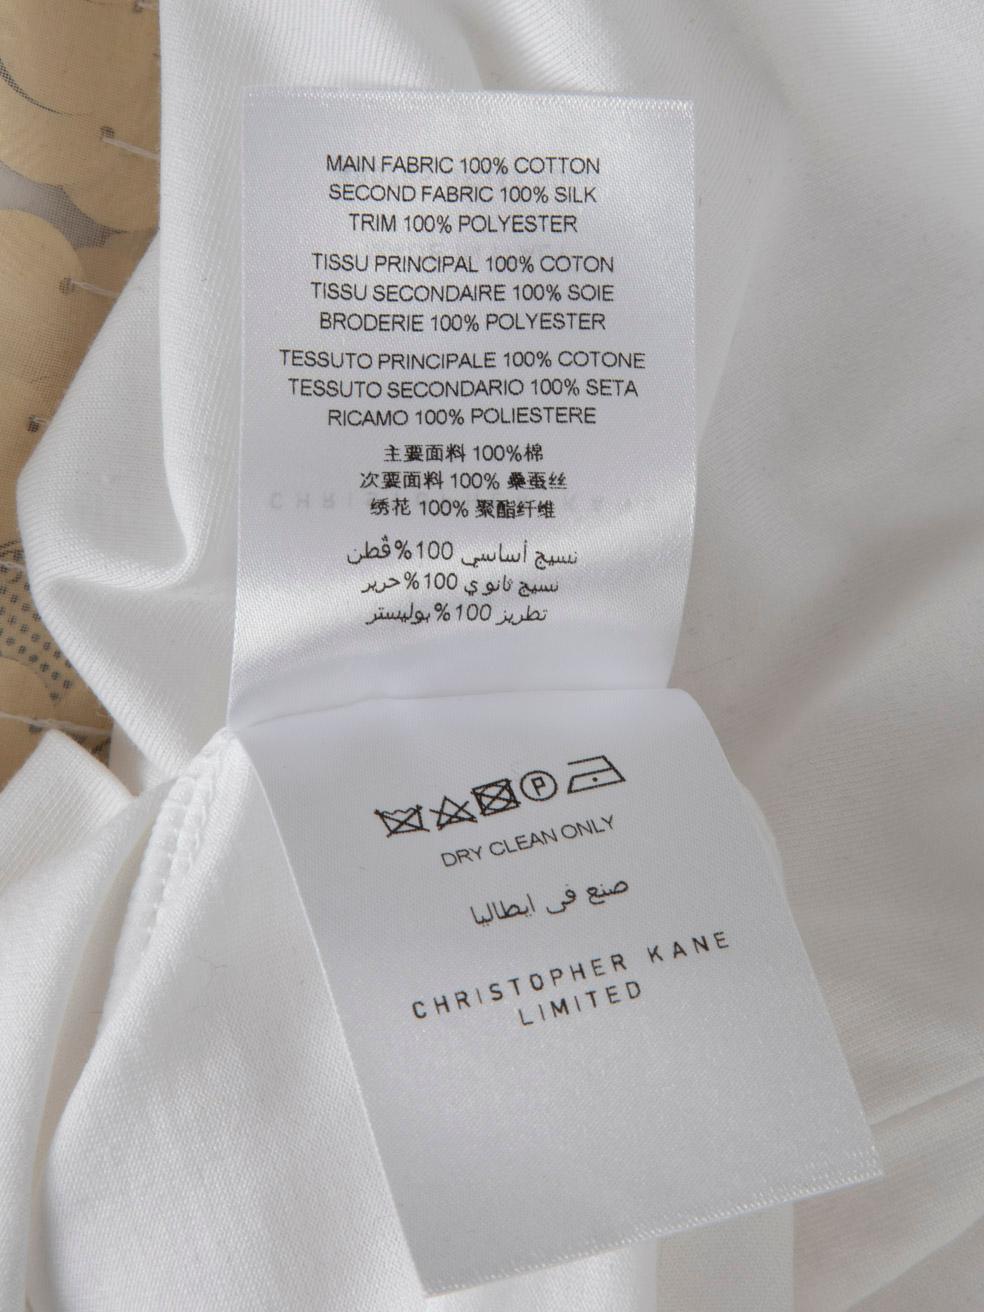 MAIN FABRIC 100% COTTON
SECOND FABRIC 100% SILK
TRIM 100% POLYESTER
TISSU PRINCIPAL 100% COTON
TISSU SECONDAIRE 100% SOIE
BRODERIE 100% POLYESTER
TESSUTO PRINCIPALE 100% COTONE
TESSUTO SECONDARIO 100% SETA
RICAMO 100% POLIESTERE
主要面料 100%棉
次要面料 100% 桑蚕丝
绣花 100% 聚酯纤维
نسيج أساسي 100%قطن
نسيج ثانوي 100%حرير
تطريز 100%بوليستر
P
DRY CLEAN ONLY
صنع فى ايطاليا
CHRISTOPHER KANE
LIMITED